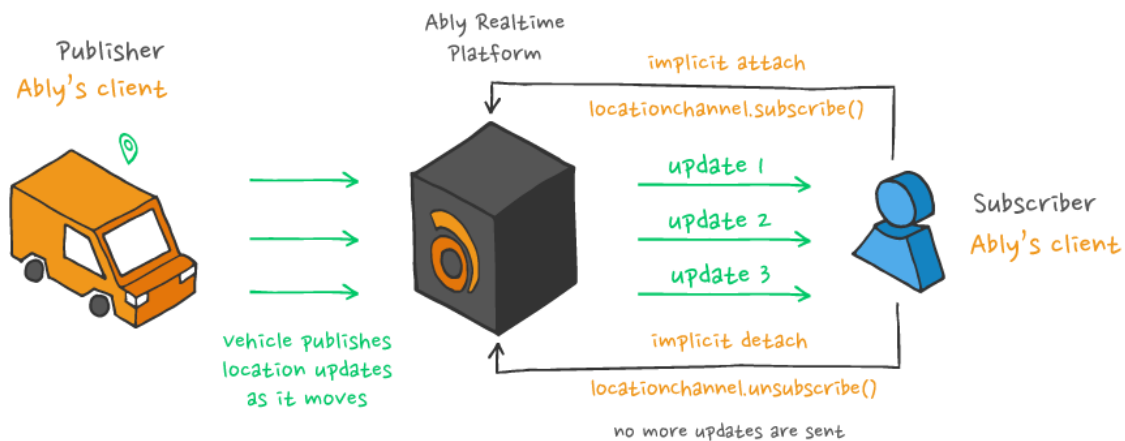 Publisher
Ably's client
Ably Realtime
Platform
implicit attach
locationchannel.subscribe()
update 1
update 2
update 3
Subscriber
Ably's client
vehicle publishes
location updates
as it moves
implicit detach
locationchannel.unsubscribe()
no more updates are sent